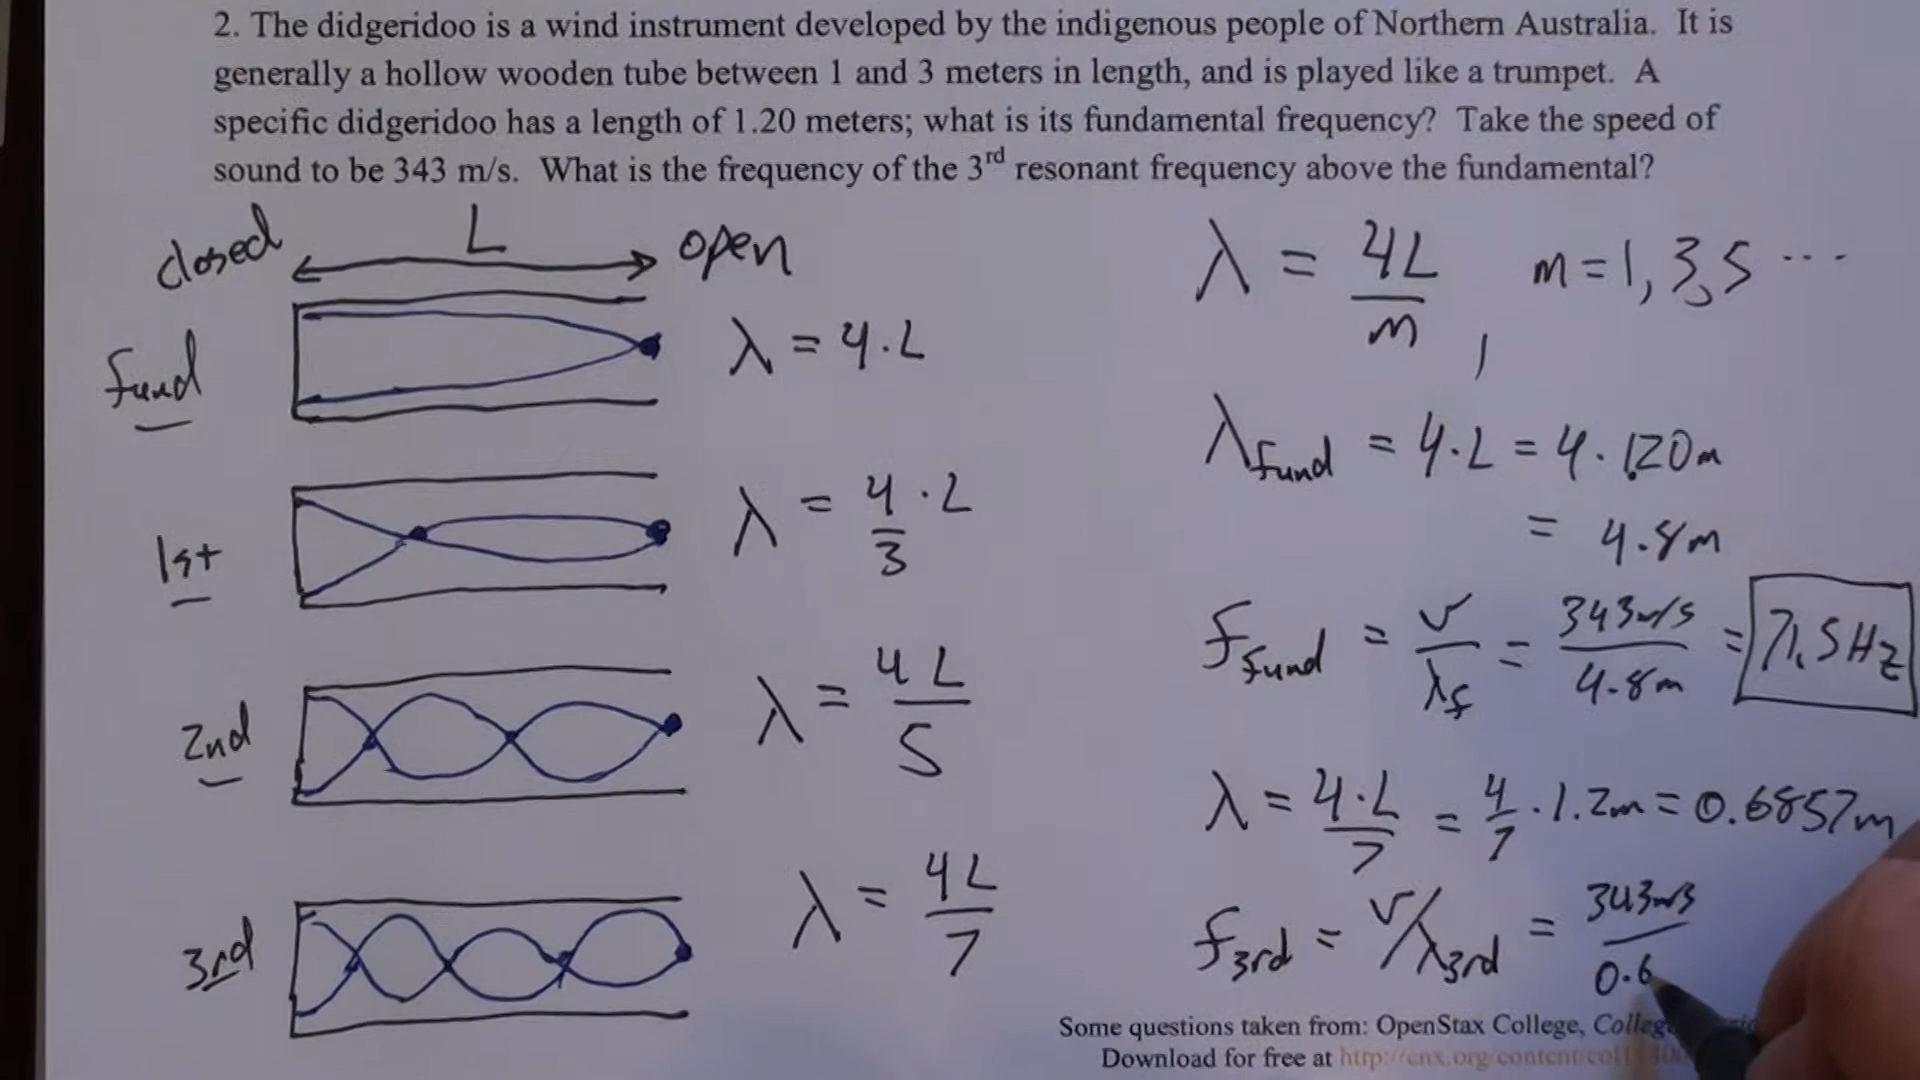 2. The didgeridoo is a wind instrument developed by the indigenous people of Northern Australia. It is
generally a hollow wooden tube between 1 and 3 meters in length, and is played like a trumpet. A
specific didgeridoo has a length of 1.20 meters; what is its fundamental frequency? Take the speed of
sound to be 343 m/s. What is the frequency of the 3rd resonant frequency above the fundamental?
closed L open
fund λ = 4·L
1st λ = 4/3 · L
2nd λ = 4L/5
3rd λ = 4L/7
λ = 4L/m , m = 1, 3, 5 ...
λfund = 4·L = 4·1.20m
= 4.8m
ffund = v/λf = 343m/s / 4.8m = 71.5Hz
λ = 4·L/7 = 4/7 · 1.2m = 0.6857m
f3rd = v/λ3rd = 343m/s / 0.6
Some questions taken from: OpenStax College,
Download for free at http://cnx.org/content/